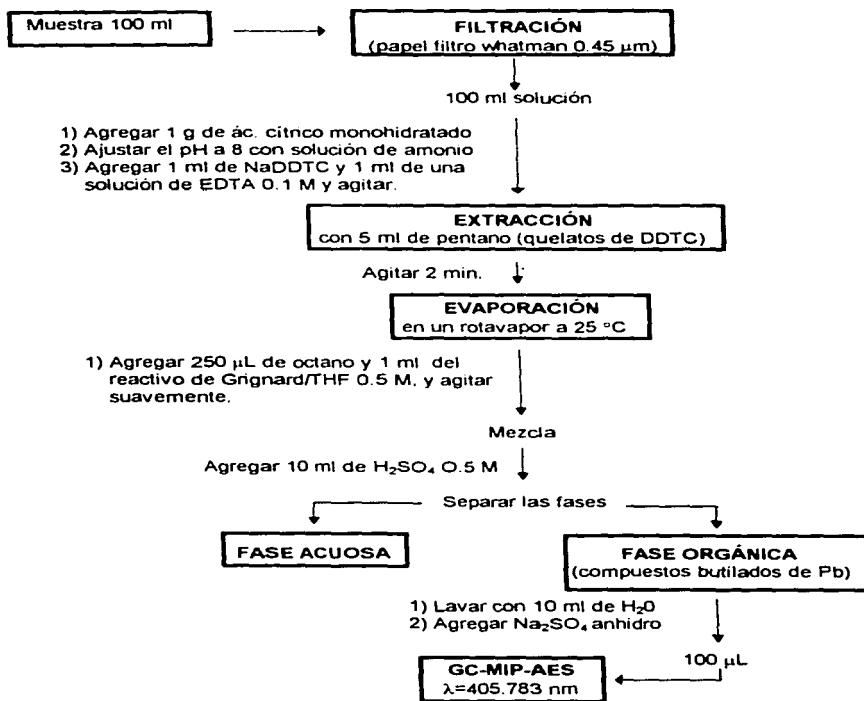 Muestra 100 ml
FILTRACIÓN
(papel filtro whatman 0.45 µm)
100 ml solución
1) Agregar 1 g de ác. cítrico monohidratado
2) Ajustar el pH a 8 con solución de amonio
3) Agregar 1 ml de NaDDTC y 1 ml de una
solución de EDTA 0.1 M y agitar.
EXTRACCIÓN
con 5 ml de pentano (quelatos de DDTC)
Agitar 2 min.
EVAPORACIÓN
en un rotavapor a 25 °C
1) Agregar 250 µL de octano y 1 ml del
reactivo de Grignard/THF 0.5 M, y agitar
suavemente.
Mezcla
Agregar 10 ml de H₂SO₄ O.5 M
Separar las fases
FASE ACUOSA
FASE ORGÁNICA
(compuestos butilados de Pb)
1) Lavar con 10 ml de H₂0
2) Agregar Na₂SO₄ anhidro
100 µL
GC-MIP-AES
λ=405.783 nm